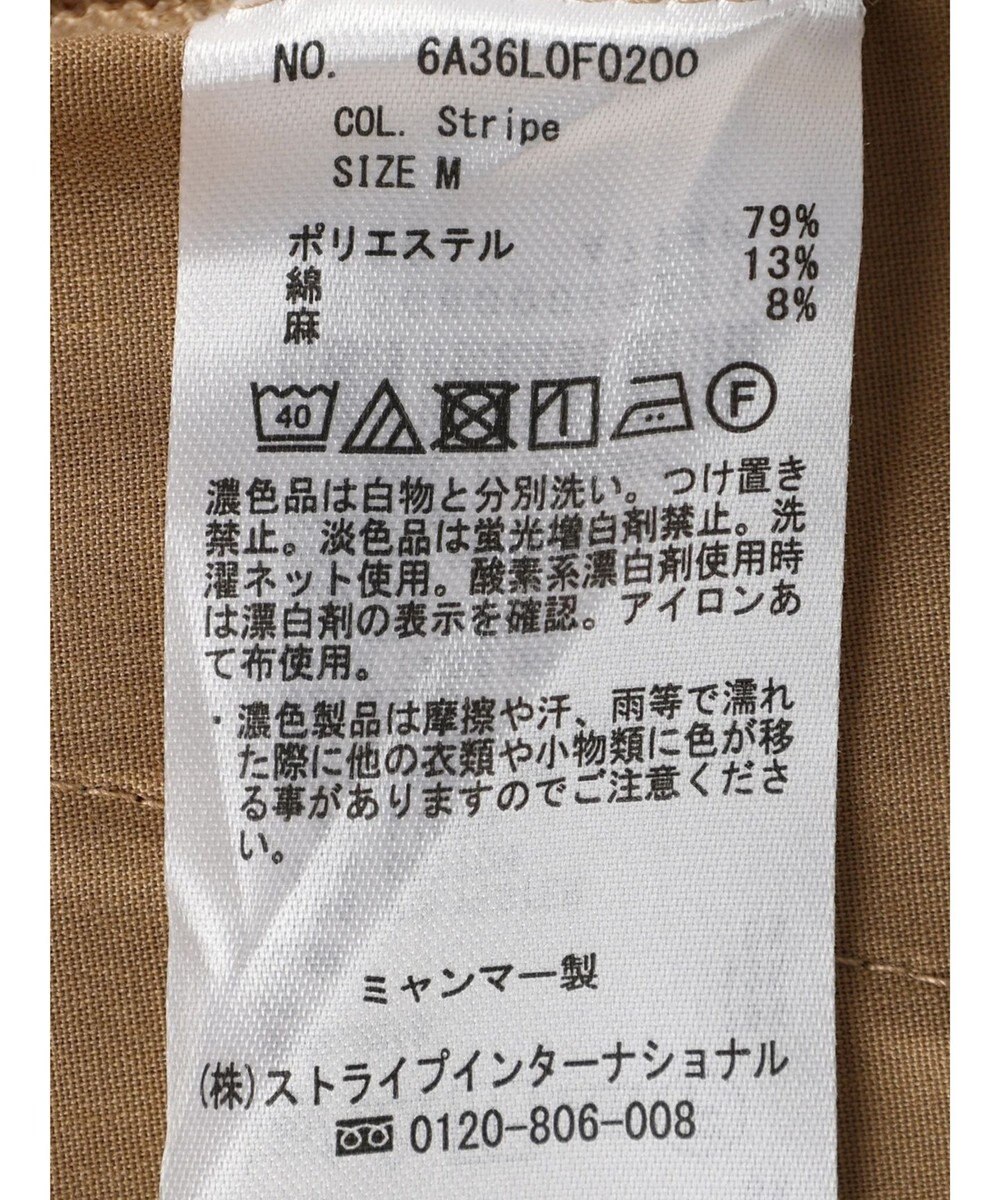 NO. 6A36L0F0200
COL. Stripe
SIZE M
ポリエステル 79%
綿 13%
麻 8%
40 F
濃色品は白物と分別洗い。つけ置き
禁止。淡色品は蛍光増白剤禁止。洗
濯ネット使用。酸素系漂白剤使用時
は漂白剤の表示を確認。アイロンあ
て布使用。
・濃色製品は摩擦や汗、雨等で濡れ
た際に他の衣類や小物類に色が移
る事がありますのでご注意くださ
い。
ミャンマー製
(株)ストライプインターナショナル
0120-806-008